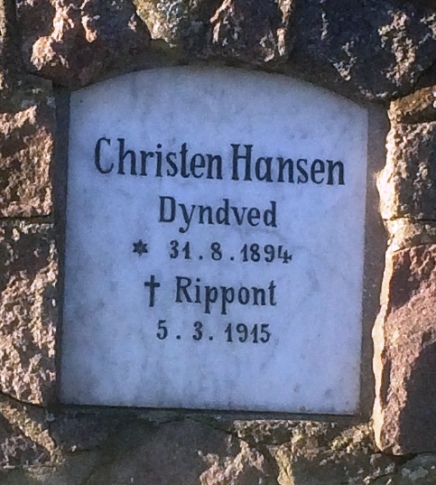 Christen Hansen
Dyndved
* 31.8.1894
† Rippont
5.3.1915